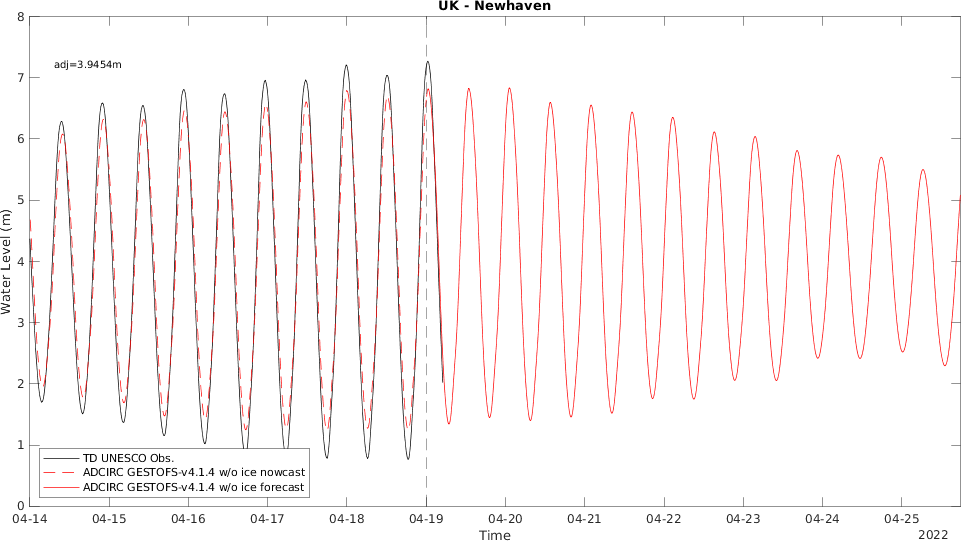 UK - Newhaven
8
adj=3.9454m
7
6
5
4
3
2
1
0
Water Level (m)
TD UNESCO Obs.
ADCIRC GESTOFS-v4.1.4 w/o ice nowcast
ADCIRC GESTOFS-v4.1.4 w/o ice forecast
04-14 04-15 04-16 04-17 04-18 04-19 04-20 04-21 04-22 04-23 04-24 04-25
Time
2022